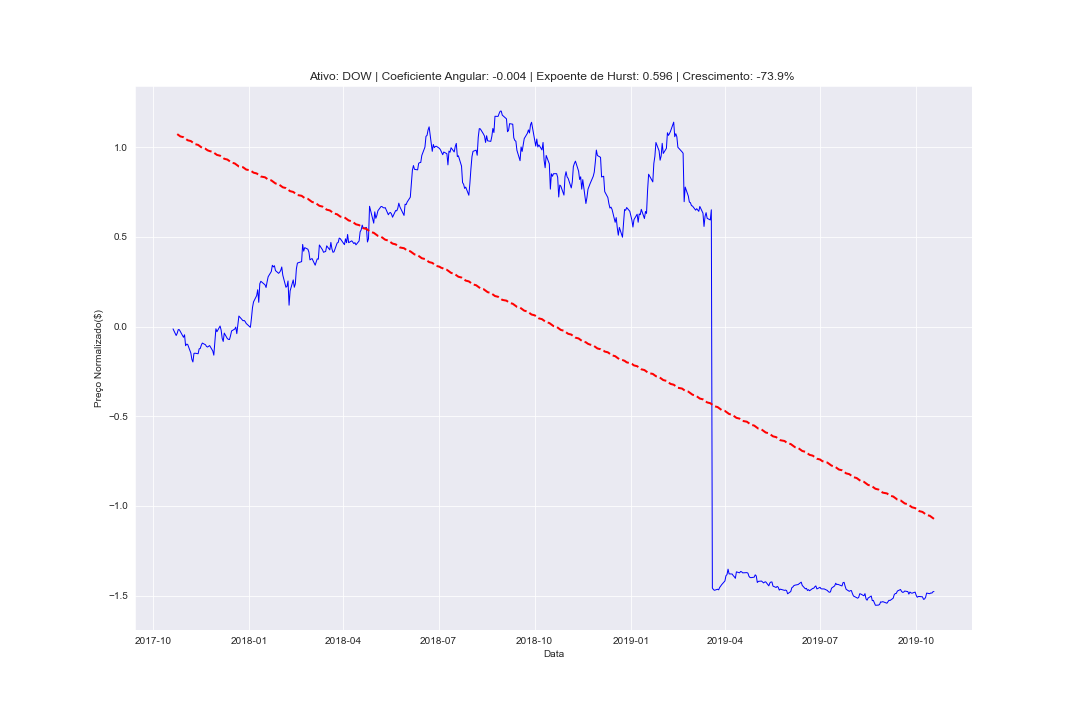 Ativo: DOW | Coeficiente Angular: -0.004 | Expoente de Hurst: 0.596 | Crescimento: -73.9%
1.0
0.5
0.0
−0.5
−1.0
−1.5
Preço Normalizado($)
2017-10 2018-01 2018-04 2018-07 2018-10 2019-01 2019-04 2019-07 2019-10
Data